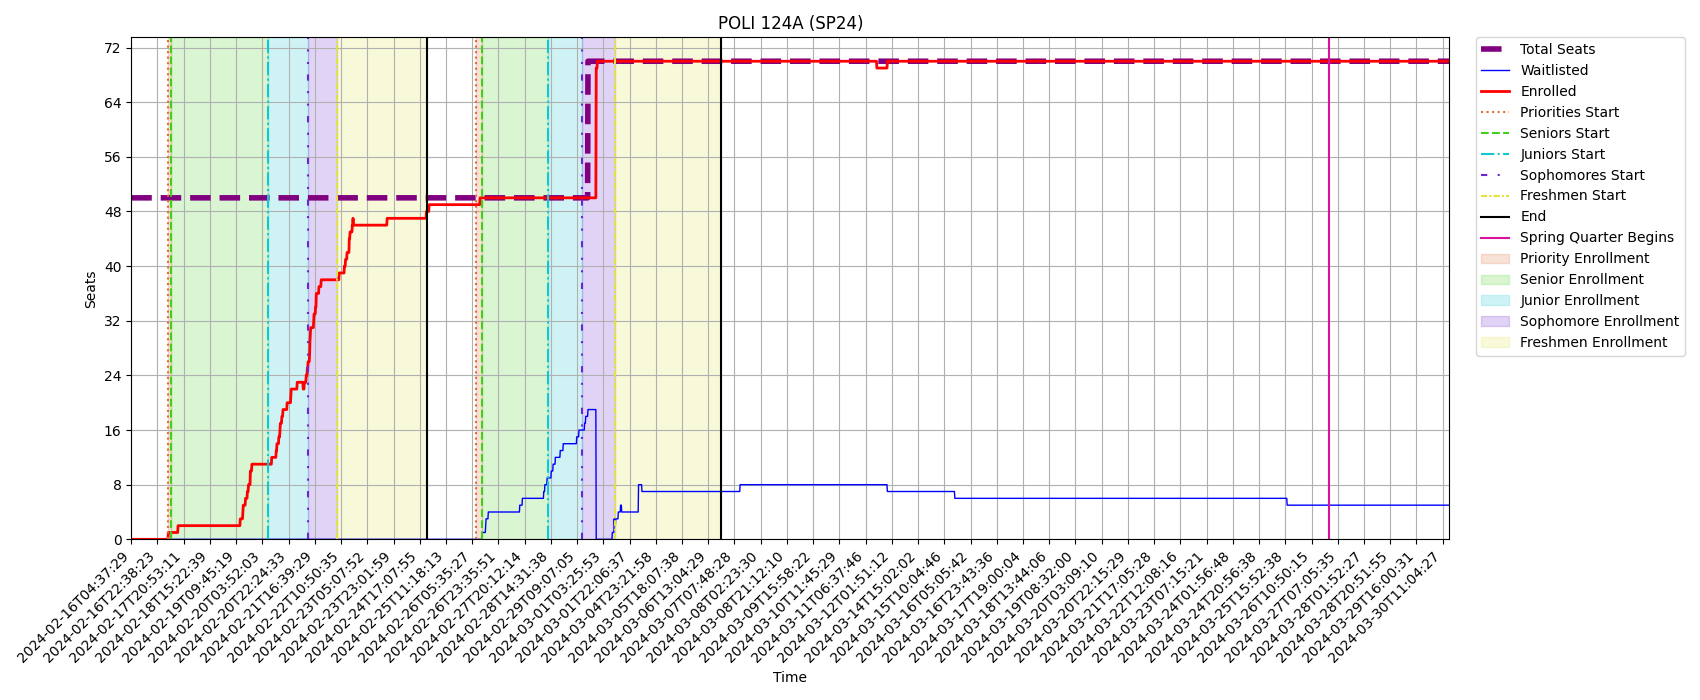 POLI 124A (SP24)
72
64
56
48
40
32
24
16
8
0
Seats
2024-02-16T04:37:29
2024-02-16T22:38:23
2024-02-17T20:53:11
2024-02-18T15:22:39
2024-02-19T09:45:19
2024-02-20T03:52:03
2024-02-20T22:24:33
2024-02-21T16:39:29
2024-02-22T10:50:35
2024-02-23T05:07:52
2024-02-23T23:01:59
2024-02-24T17:07:55
2024-02-25T11:18:13
2024-02-26T05:35:27
2024-02-26T23:35:51
2024-02-27T20:12:14
2024-02-28T14:31:38
2024-02-29T09:07:05
2024-03-01T03:25:53
2024-03-01T22:06:37
2024-03-04T23:21:58
2024-03-05T18:07:38
2024-03-06T13:04:29
2024-03-07T07:48:28
2024-03-08T02:23:30
2024-03-08T21:12:10
2024-03-09T15:58:22
2024-03-10T11:45:29
2024-03-11T06:37:46
2024-03-12T01:51:12
2024-03-14T15:02:02
2024-03-15T10:04:46
2024-03-16T05:05:42
2024-03-16T23:43:36
2024-03-17T19:00:04
2024-03-18T13:44:06
2024-03-19T08:32:00
2024-03-20T03:09:10
2024-03-20T22:15:29
2024-03-21T17:05:28
2024-03-22T12:08:16
2024-03-23T07:15:21
2024-03-24T01:56:48
2024-03-24T20:56:38
2024-03-25T15:52:38
2024-03-26T10:50:15
2024-03-27T07:05:35
2024-03-28T01:52:27
2024-03-28T20:51:55
2024-03-29T16:00:31
2024-03-30T11:04:27
Time
Total Seats
Waitlisted
Enrolled
Priorities Start
Seniors Start
Juniors Start
Sophomores Start
Freshmen Start
End
Spring Quarter Begins
Priority Enrollment
Senior Enrollment
Junior Enrollment
Sophomore Enrollment
Freshmen Enrollment